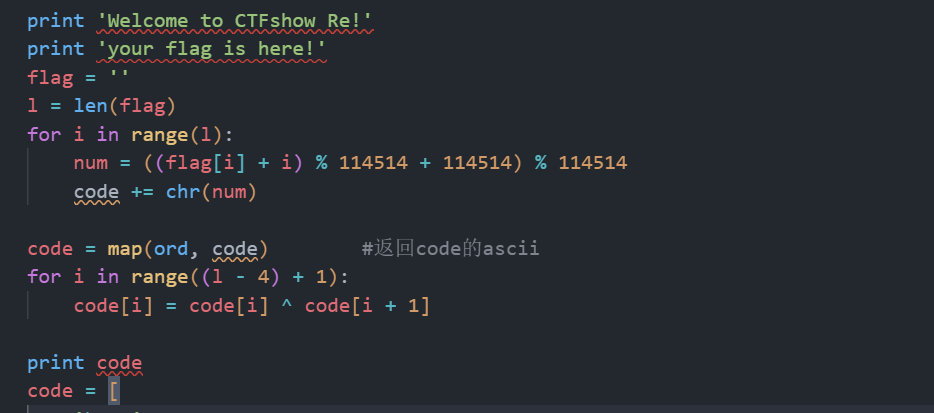 print 'Welcome to CTFshow Re!'
print 'your flag is here!'
flag = ''
l = len(flag)
for i in range(l):
    num = ((flag[i] + i) % 114514 + 114514) % 114514
    code += chr(num)

code = map(ord, code)        #返回code的ascii
for i in range((l - 4) + 1):
    code[i] = code[i] ^ code[i + 1]

print code
code = [